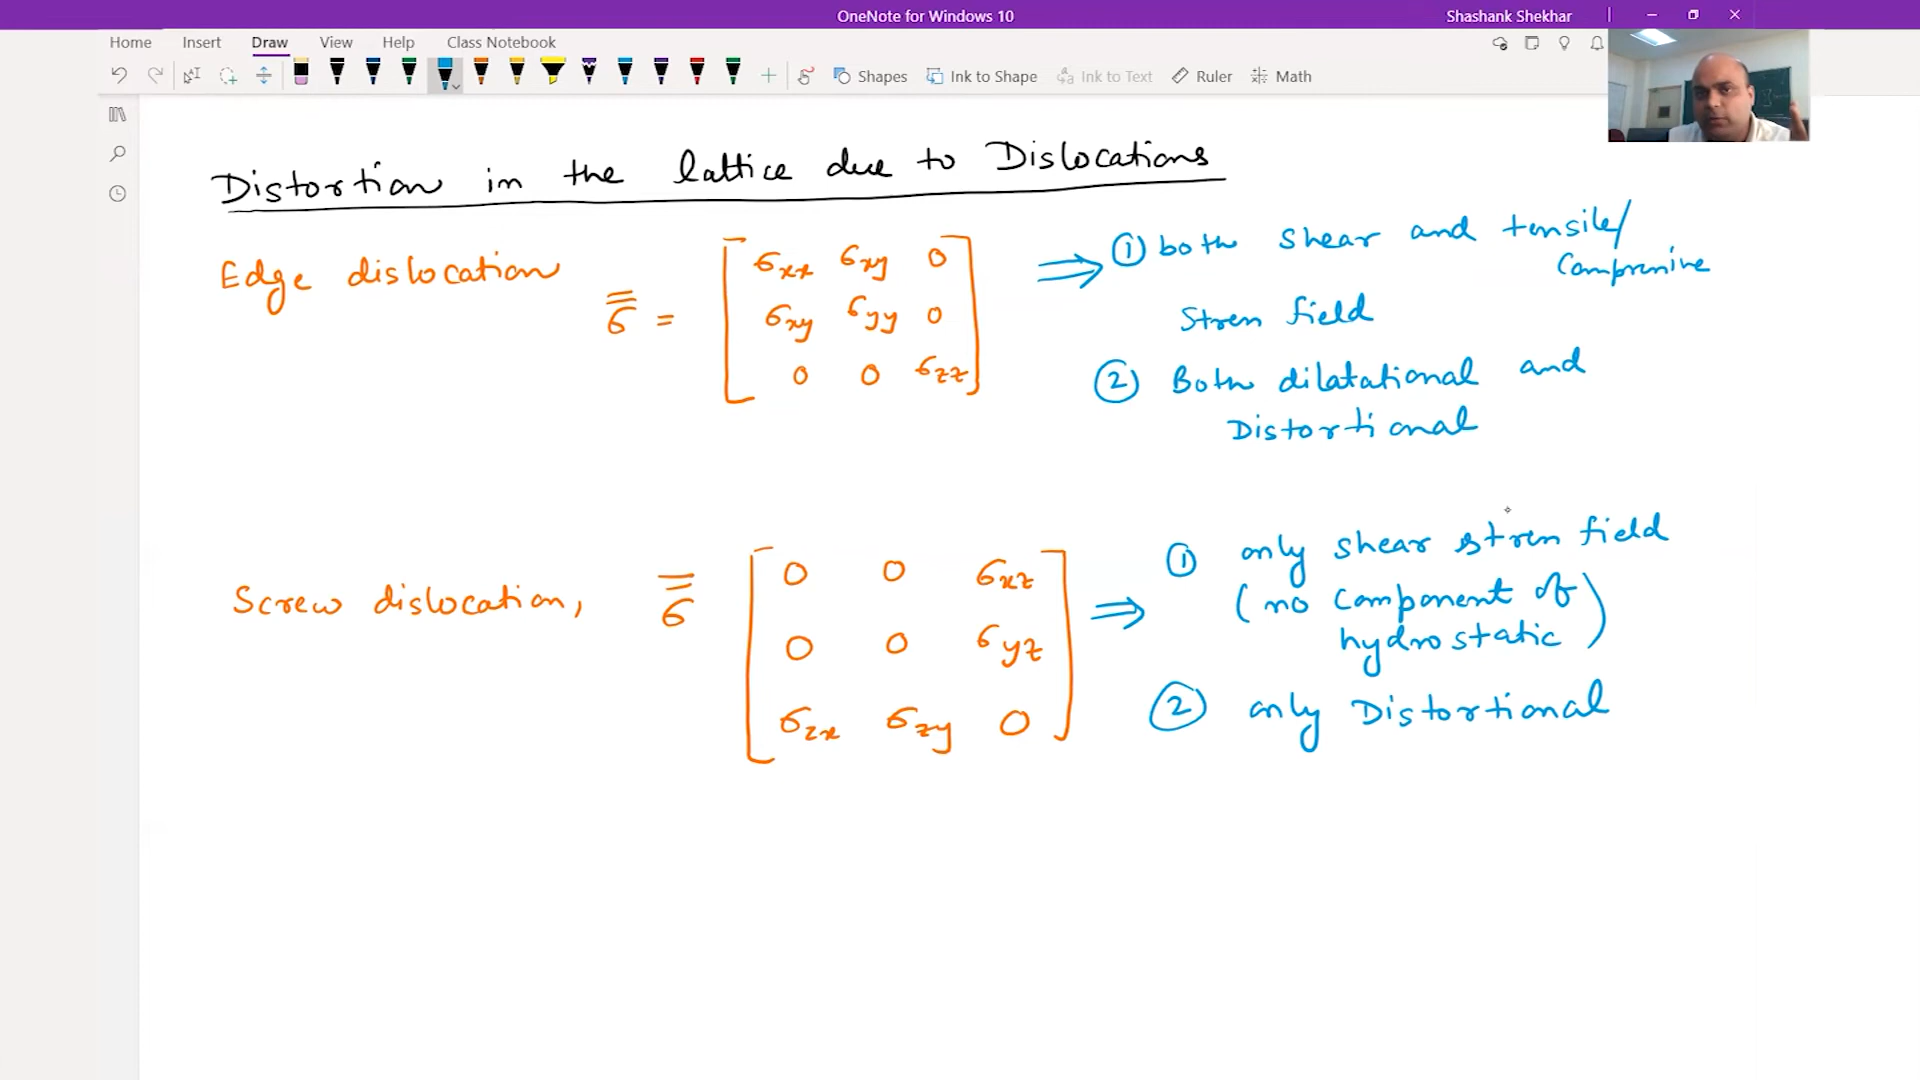 OneNote for Windows 10
Shashank Shekhar
Home Insert Draw View Help Class Notebook
Shapes Ink to Shape Ink to Text Ruler Math
Distortion in the lattice due to Dislocations
Edge dislocation
σ =
σxx σxy 0
σxy σyy 0
0 0 σzz
⇒ ① both shear and tensile/
Compressive
Stress field
② Both dilatational and
Distortional
Screw dislocation,
σ
0 0 σxz
0 0 σyz
σzx σzy 0
⇒ ① only shear stress field
(no component of
hydrostatic)
② only Distortional